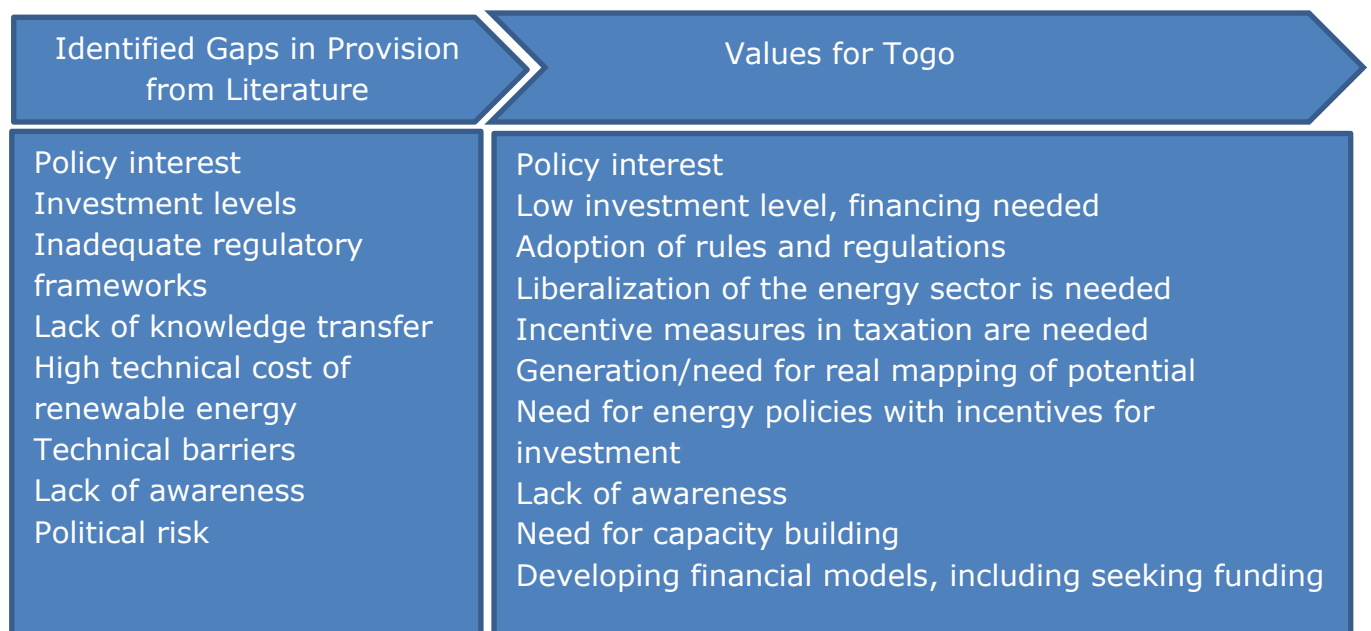 Identified Gaps in Provision
from Literature
Values for Togo
Policy interest
Investment levels
Inadequate regulatory
frameworks
Lack of knowledge transfer
High technical cost of
renewable energy
Technical barriers
Lack of awareness
Political risk
Policy interest
Low investment level, financing needed
Adoption of rules and regulations
Liberalization of the energy sector is needed
Incentive measures in taxation are needed
Generation/need for real mapping of potential
Need for energy policies with incentives for
investment
Lack of awareness
Need for capacity building
Developing financial models, including seeking funding